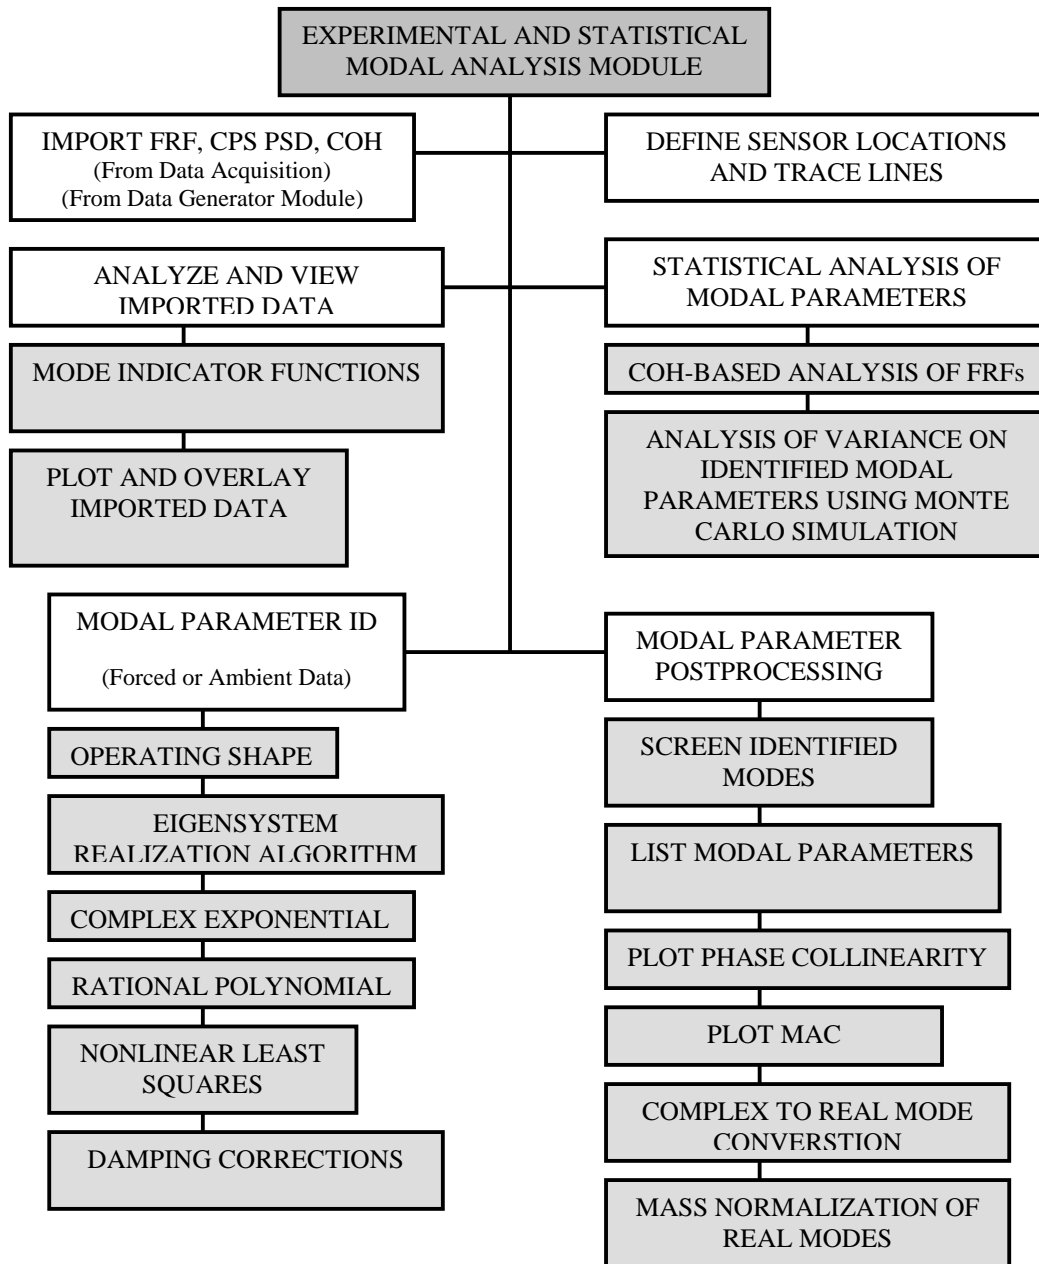 EXPERIMENTAL AND STATISTICAL
MODAL ANALYSIS MODULE
IMPORT FRF, CPS PSD, COH
(From Data Acquisition)
(From Data Generator Module)
DEFINE SENSOR LOCATIONS
AND TRACE LINES
ANALYZE AND VIEW
IMPORTED DATA
MODE INDICATOR FUNCTIONS
PLOT AND OVERLAY
IMPORTED DATA
STATISTICAL ANALYSIS OF
MODAL PARAMETERS
COH-BASED ANALYSIS OF FRFs
ANALYSIS OF VARIANCE ON
IDENTIFIED MODAL
PARAMETERS USING MONTE
CARLO SIMULATION
MODAL PARAMETER ID
(Forced or Ambient Data)
OPERATING SHAPE
EIGENSYSTEM
REALIZATION ALGORITHM
COMPLEX EXPONENTIAL
RATIONAL POLYNOMIAL
NONLINEAR LEAST
SQUARES
DAMPING CORRECTIONS
MODAL PARAMETER
POSTPROCESSING
SCREEN IDENTIFIED
MODES
LIST MODAL PARAMETERS
PLOT PHASE COLLINEARITY
PLOT MAC
COMPLEX TO REAL MODE
CONVERSTION
MASS NORMALIZATION OF
REAL MODES